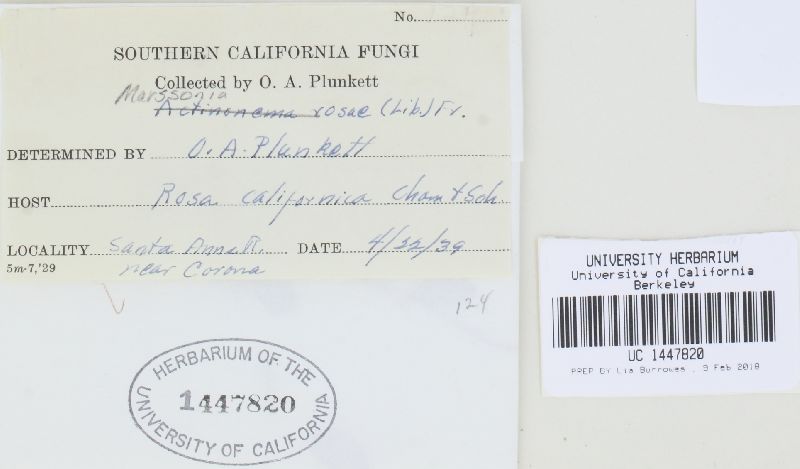 No.
SOUTHERN CALIFORNIA FUNGI
Collected by O. A. Plunkett
Marssonia
Actinonema rosae (Lib.) Fr.
DETERMINED BY O. A. Plunkett
HOST Rosa californica Cham & Sch
LOCALITY Santa Ana R. DATE 4/22/39
5m-7,'29 near Corona
124
HERBARIUM OF THE
1447820
UNIVERSITY OF CALIFORNIA
UNIVERSITY HERBARIUM
University of California
Berkeley
UC 1447820
PREP BY Lia Burrowes , 9 Feb 2018